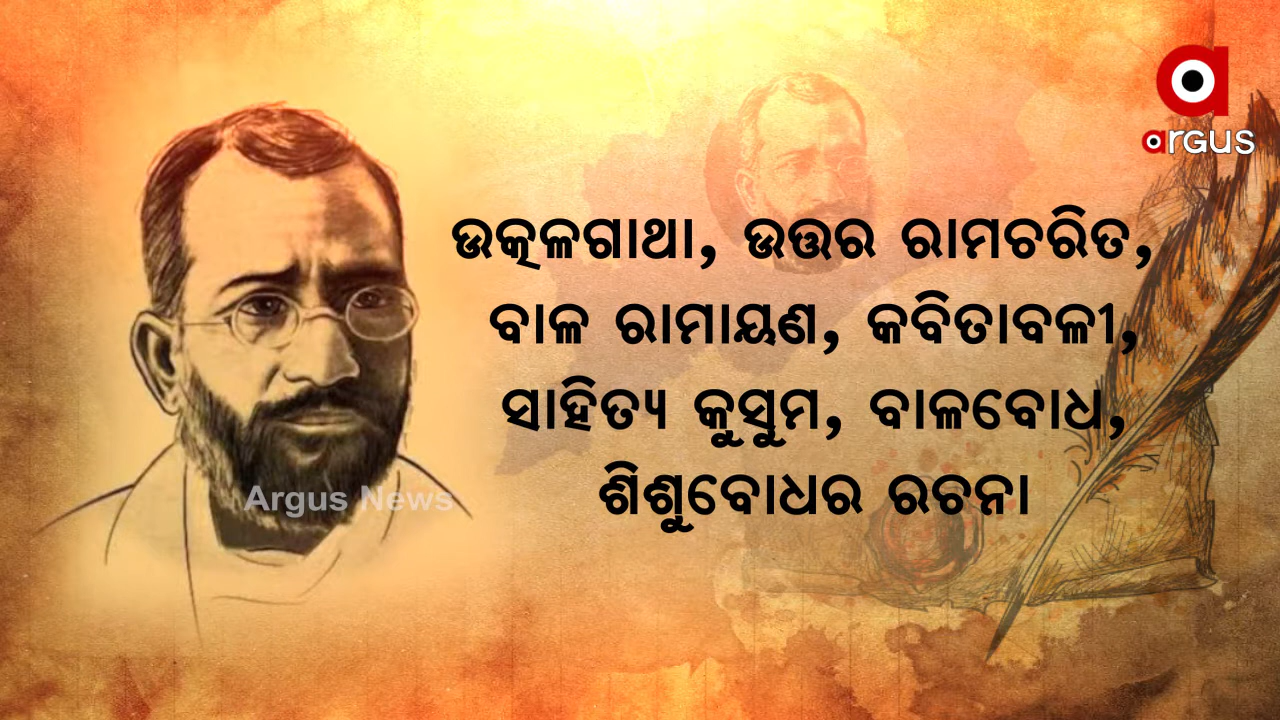 argus
ଉତ୍କଳଗାଥା, ଉତ୍ତର ରାମଚରିତ,
ବାଳ ରାମାୟଣ, କବିତାବଳୀ,
ସାହିତ୍ୟ କୁସୁମ, ବାଳବୋଧ,
ଶିଶୁବୋଧର ରଚନା
Argus News